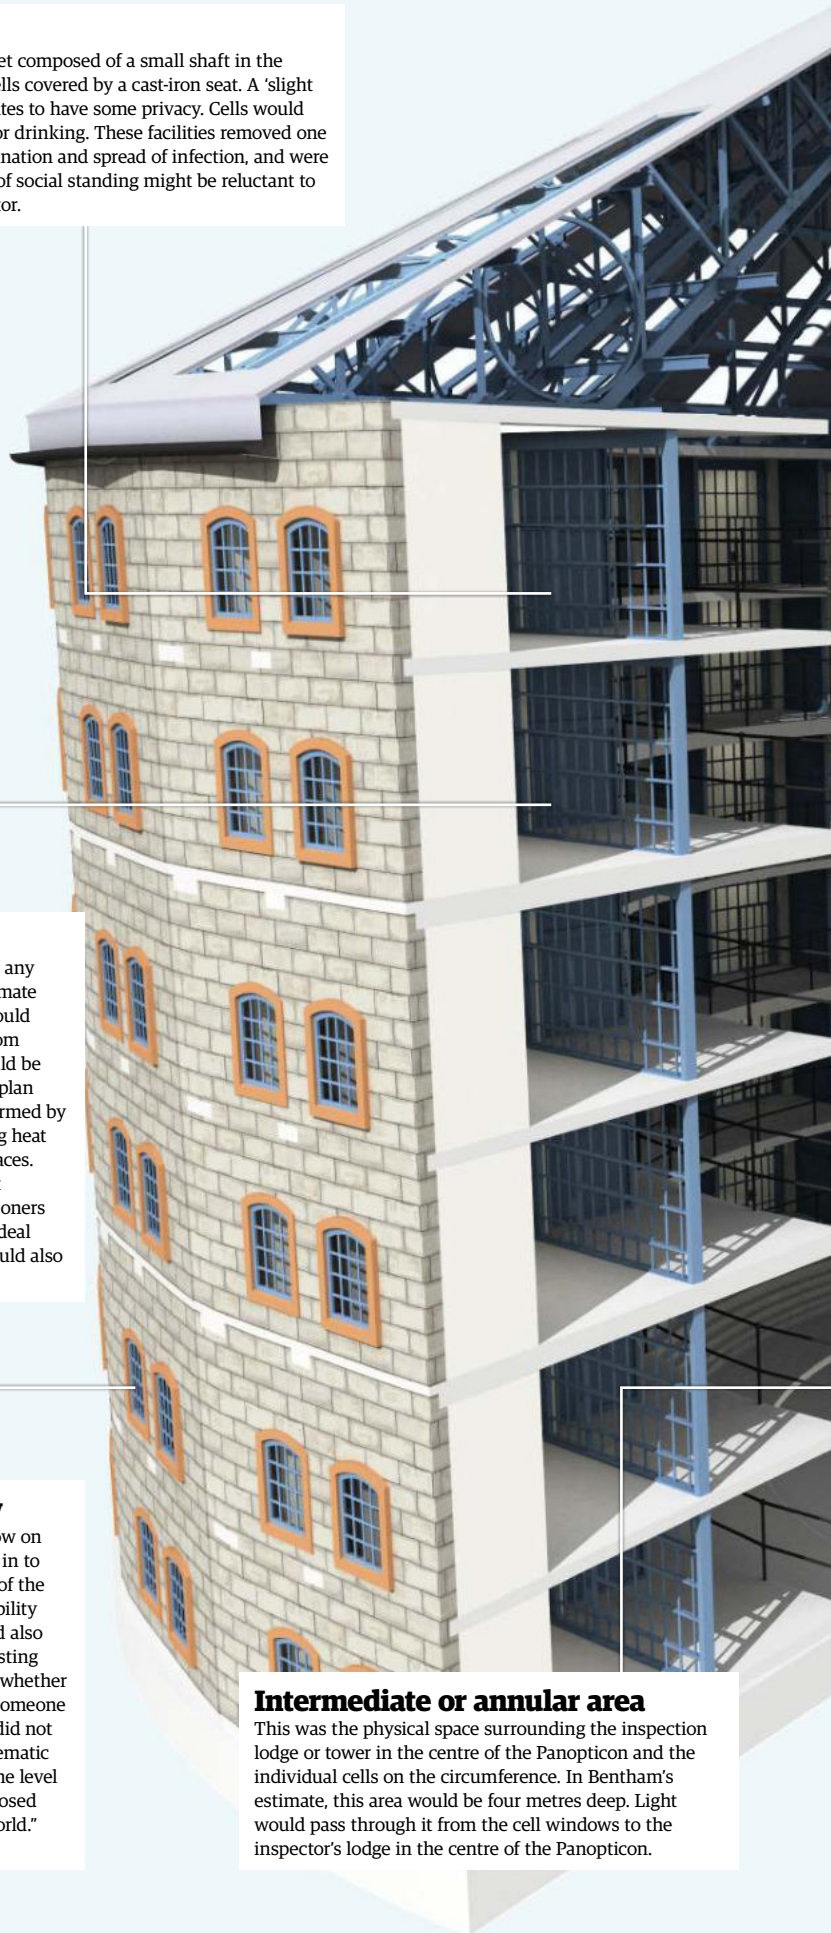 et composed of a small shaft in the
lls covered by a cast-iron seat. A ‘slight
tes to have some privacy. Cells would
or drinking. These facilities removed one
nation and spread of infection, and were
of social standing might be reluctant to
tor.
any
mate
ould
om
ld be
plan
rmed by
g heat
aces.
oners
deal
uld also
ow on
in to
of the
bility
d also
sting
whether
omeone
did not
ematic
he level
osed
orld.”
Intermediate or annular area
This was the physical space surrounding the inspection
lodge or tower in the centre of the Panopticon and the
individual cells on the circumference. In Bentham’s
estimate, this area would be four metres deep. Light
would pass through it from the cell windows to the
inspector’s lodge in the centre of the Panopticon.